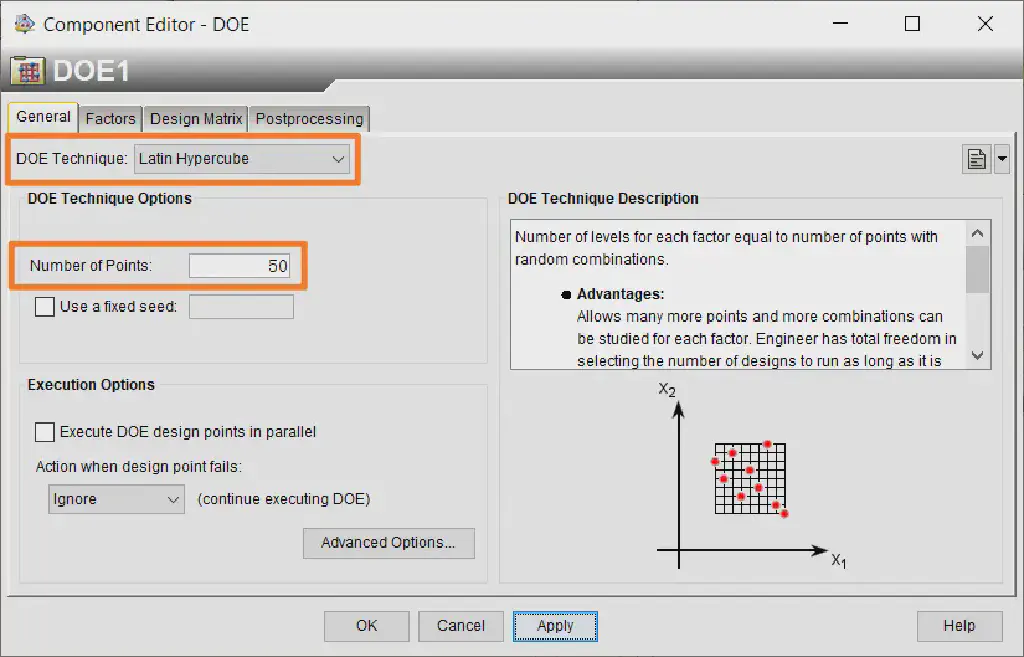 Component Editor - DOE
DOE1
General Factors Design Matrix Postprocessing
DOE Technique: Latin Hypercube
DOE Technique Options
Number of Points: 50
Use a fixed seed:
Execution Options
Execute DOE design points in parallel
Action when design point fails:
Ignore (continue executing DOE)
Advanced Options...
DOE Technique Description
Number of levels for each factor equal to number of points with
random combinations.
Advantages:
Allows many more points and more combinations can
be studied for each factor. Engineer has total freedom in
selecting the number of designs to run as long as it is
X2
X1
OK Cancel Apply Help